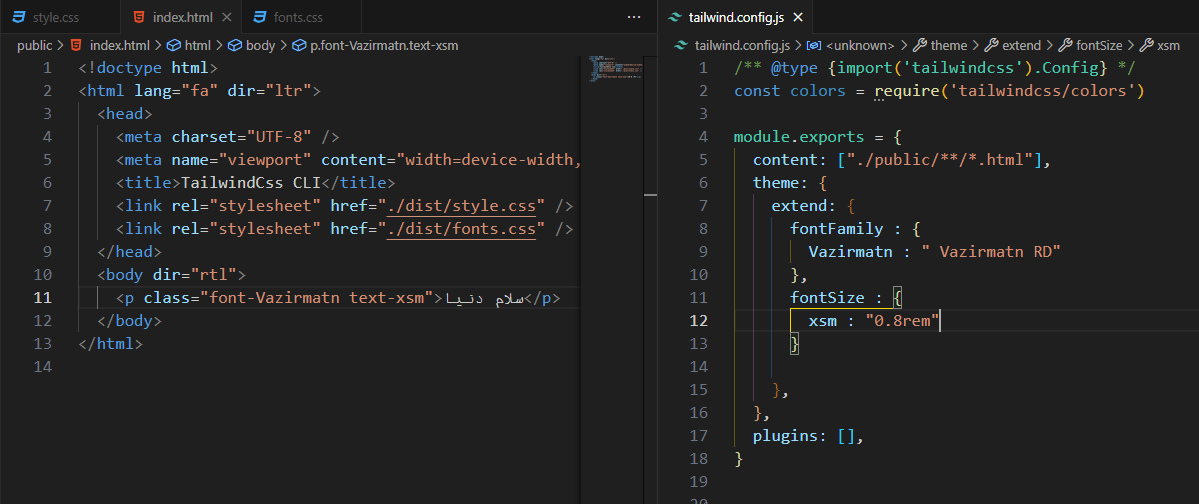 style.css index.html fonts.css ...
public > index.html > html > body > p.font-Vazirmatn.text-xsm
1 <!doctype html>
2 <html lang="fa" dir="ltr">
3 <head>
4 <meta charset="UTF-8" />
5 <meta name="viewport" content="width=device-width,
6 <title>TailwindCss CLI</title>
7 <link rel="stylesheet" href="./dist/style.css" />
8 <link rel="stylesheet" href="./dist/fonts.css" />
9 </head>
10 <body dir="rtl">
11 <p class="font-Vazirmatn text-xsm">سلام دنیا</p>
12 </body>
13 </html>
14
tailwind.config.js
tailwind.config.js > <unknown> > theme > extend > fontSize > xsm
1 /** @type {import('tailwindcss').Config} */
2 const colors = require('tailwindcss/colors')
3
4 module.exports = {
5 content: ["./public/**/*.html"],
6 theme: {
7 extend: {
8 fontFamily : {
9 Vazirmatn : " Vazirmatn RD"
10 },
11 fontSize : {
12 xsm : "0.8rem"
13 }
14
15 },
16 },
17 plugins: [],
18 }
19
20